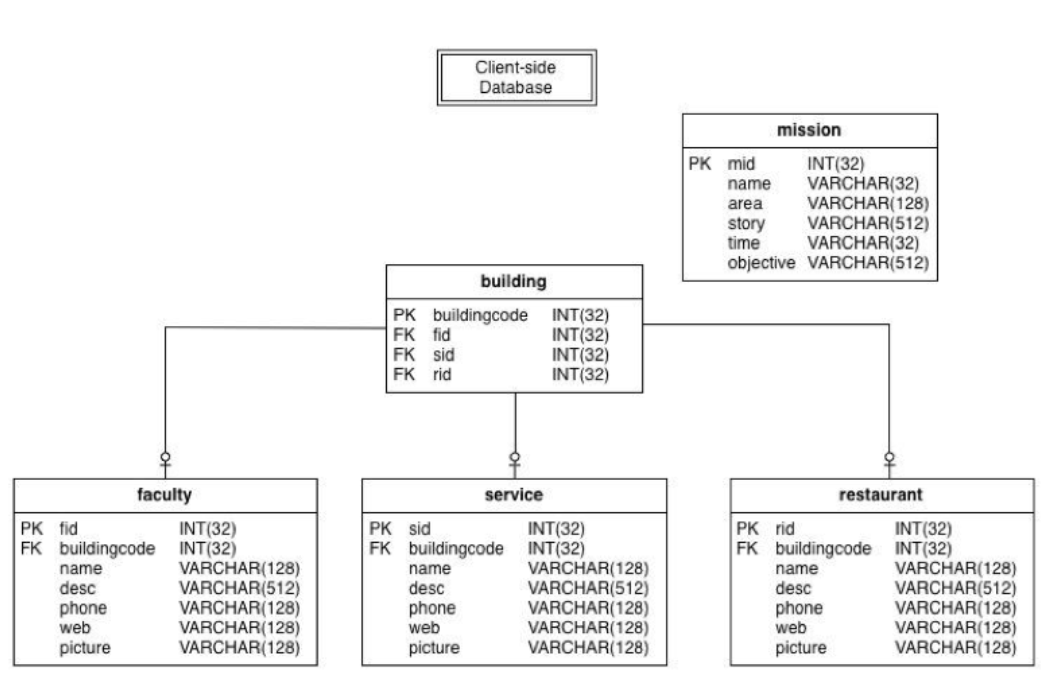 Client-side
Database
mission
PK mid INT(32)
name VARCHAR(32)
area VARCHAR(128)
story VARCHAR(512)
time VARCHAR(32)
objective VARCHAR(512)
building
PK buildingcode INT(32)
FK fid INT(32)
FK sid INT(32)
FK rid INT(32)
faculty
PK fid INT(32)
FK buildingcode INT(32)
name VARCHAR(128)
desc VARCHAR(512)
phone VARCHAR(128)
web VARCHAR(128)
picture VARCHAR(128)
service
PK sid INT(32)
FK buildingcode INT(32)
name VARCHAR(128)
desc VARCHAR(512)
phone VARCHAR(128)
web VARCHAR(128)
picture VARCHAR(128)
restaurant
PK rid INT(32)
FK buildingcode INT(32)
name VARCHAR(128)
desc VARCHAR(512)
phone VARCHAR(128)
web VARCHAR(128)
picture VARCHAR(128)